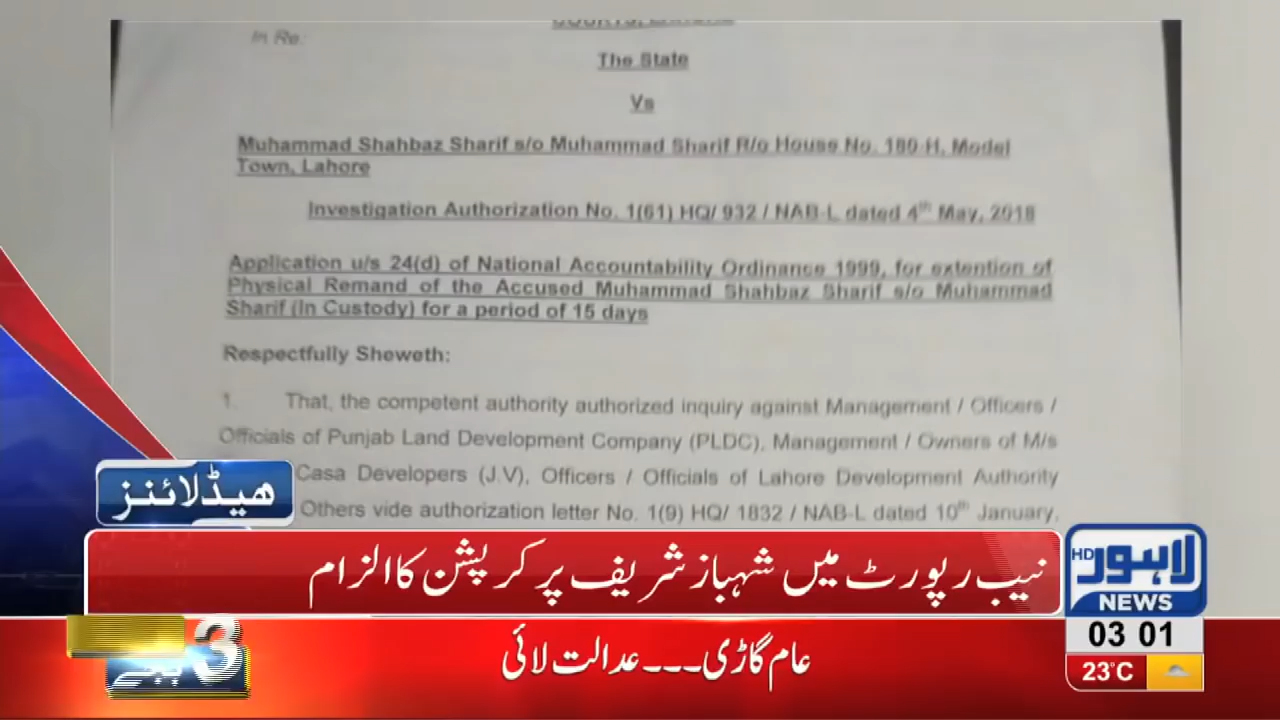 In Re:
The State
Vs
Muhammad Shahbaz Sharif s/o Muhammad Sharif R/o House No. 180-H, Model
Town, Lahore
Investigation Authorization No. 1(61) HQ/ 932 / NAB-L dated 4th May, 2018
Application u/s 24(d) of National Accountability Ordinance 1999, for extention of
Physical Remand of the Accused Muhammad Shahbaz Sharif s/o Muhammad
Sharif (In Custody) for a period of 15 days
Respectfully Sheweth:
1. That, the competent authority authorized inquiry against Management / Officers /
Officials of Punjab Land Development Company (PLDC), Management / Owners of M/s
Casa Developers (J.V), Officers / Officials of Lahore Development Authority
Others vide authorization letter No. 1(9) HQ/ 1832 / NAB-L dated 10th January,
ھیڈلائنز
نیب رپورٹ میں شہباز شریف پر کرپشن کا الزام
HD لاہور
NEWS
03 01
23°C
3 بجے
عام گاڑی۔۔۔عدالت لائی